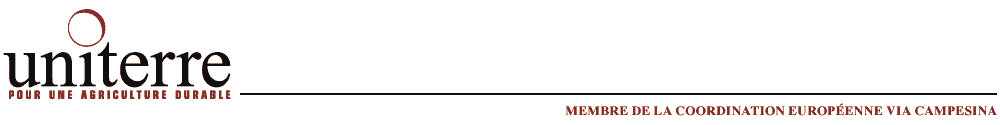 uniterre
POUR UNE AGRICULTURE DURABLE
MEMBRE DE LA COORDINATION EUROPÉENNE VIA CAMPESINA